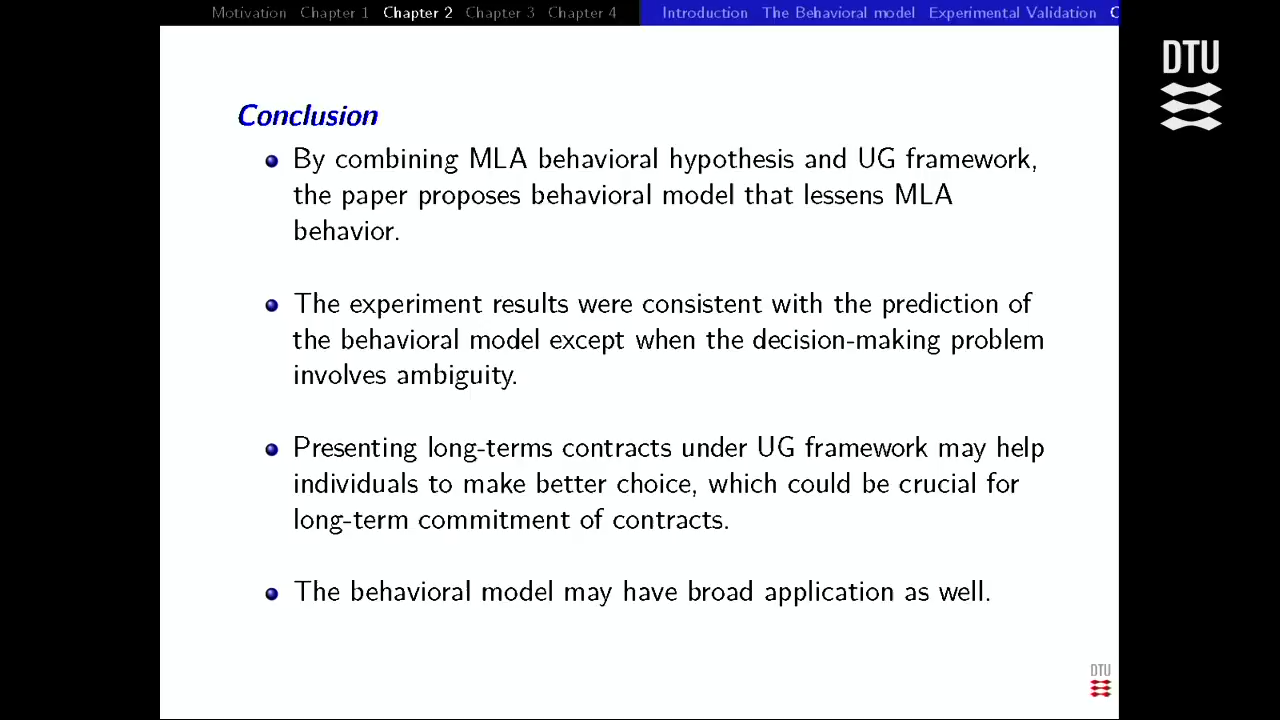 Motivation Chapter 1 Chapter 2 Chapter 3 Chapter 4 Introduction The Behavioral model Experimental Validation C
DTU
Conclusion
By combining MLA behavioral hypothesis and UG framework,
the paper proposes behavioral model that lessens MLA
behavior.
The experiment results were consistent with the prediction of
the behavioral model except when the decision-making problem
involves ambiguity.
Presenting long-terms contracts under UG framework may help
individuals to make better choice, which could be crucial for
long-term commitment of contracts.
The behavioral model may have broad application as well.
DTU